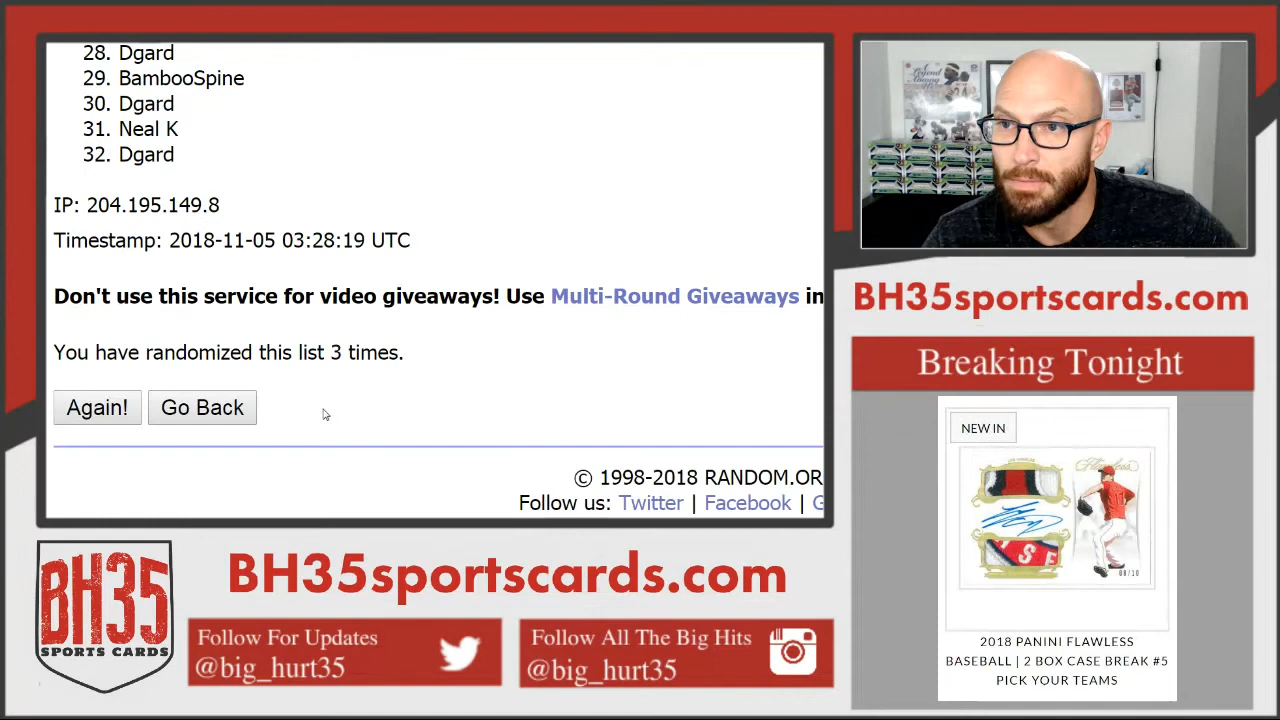 28. Dgard
29. BambooSpine
30. Dgard
31. Neal K
32. Dgard
IP: 204.195.149.8
Timestamp: 2018-11-05 03:28:19 UTC
Don't use this service for video giveaways! Use Multi-Round Giveaways in
You have randomized this list 3 times.
Again! Go Back
© 1998-2018 RANDOM.OR
Follow us: Twitter | Facebook | G
BH35sportscards.com
Breaking Tonight
NEW IN
Flawless
08/10
2018 PANINI FLAWLESS
BASEBALL | 2 BOX CASE BREAK #5
PICK YOUR TEAMS
BH35
SPORTS CARDS
BH35sportscards.com
Follow For Updates
@big_hurt35
Follow All The Big Hits
@big_hurt35